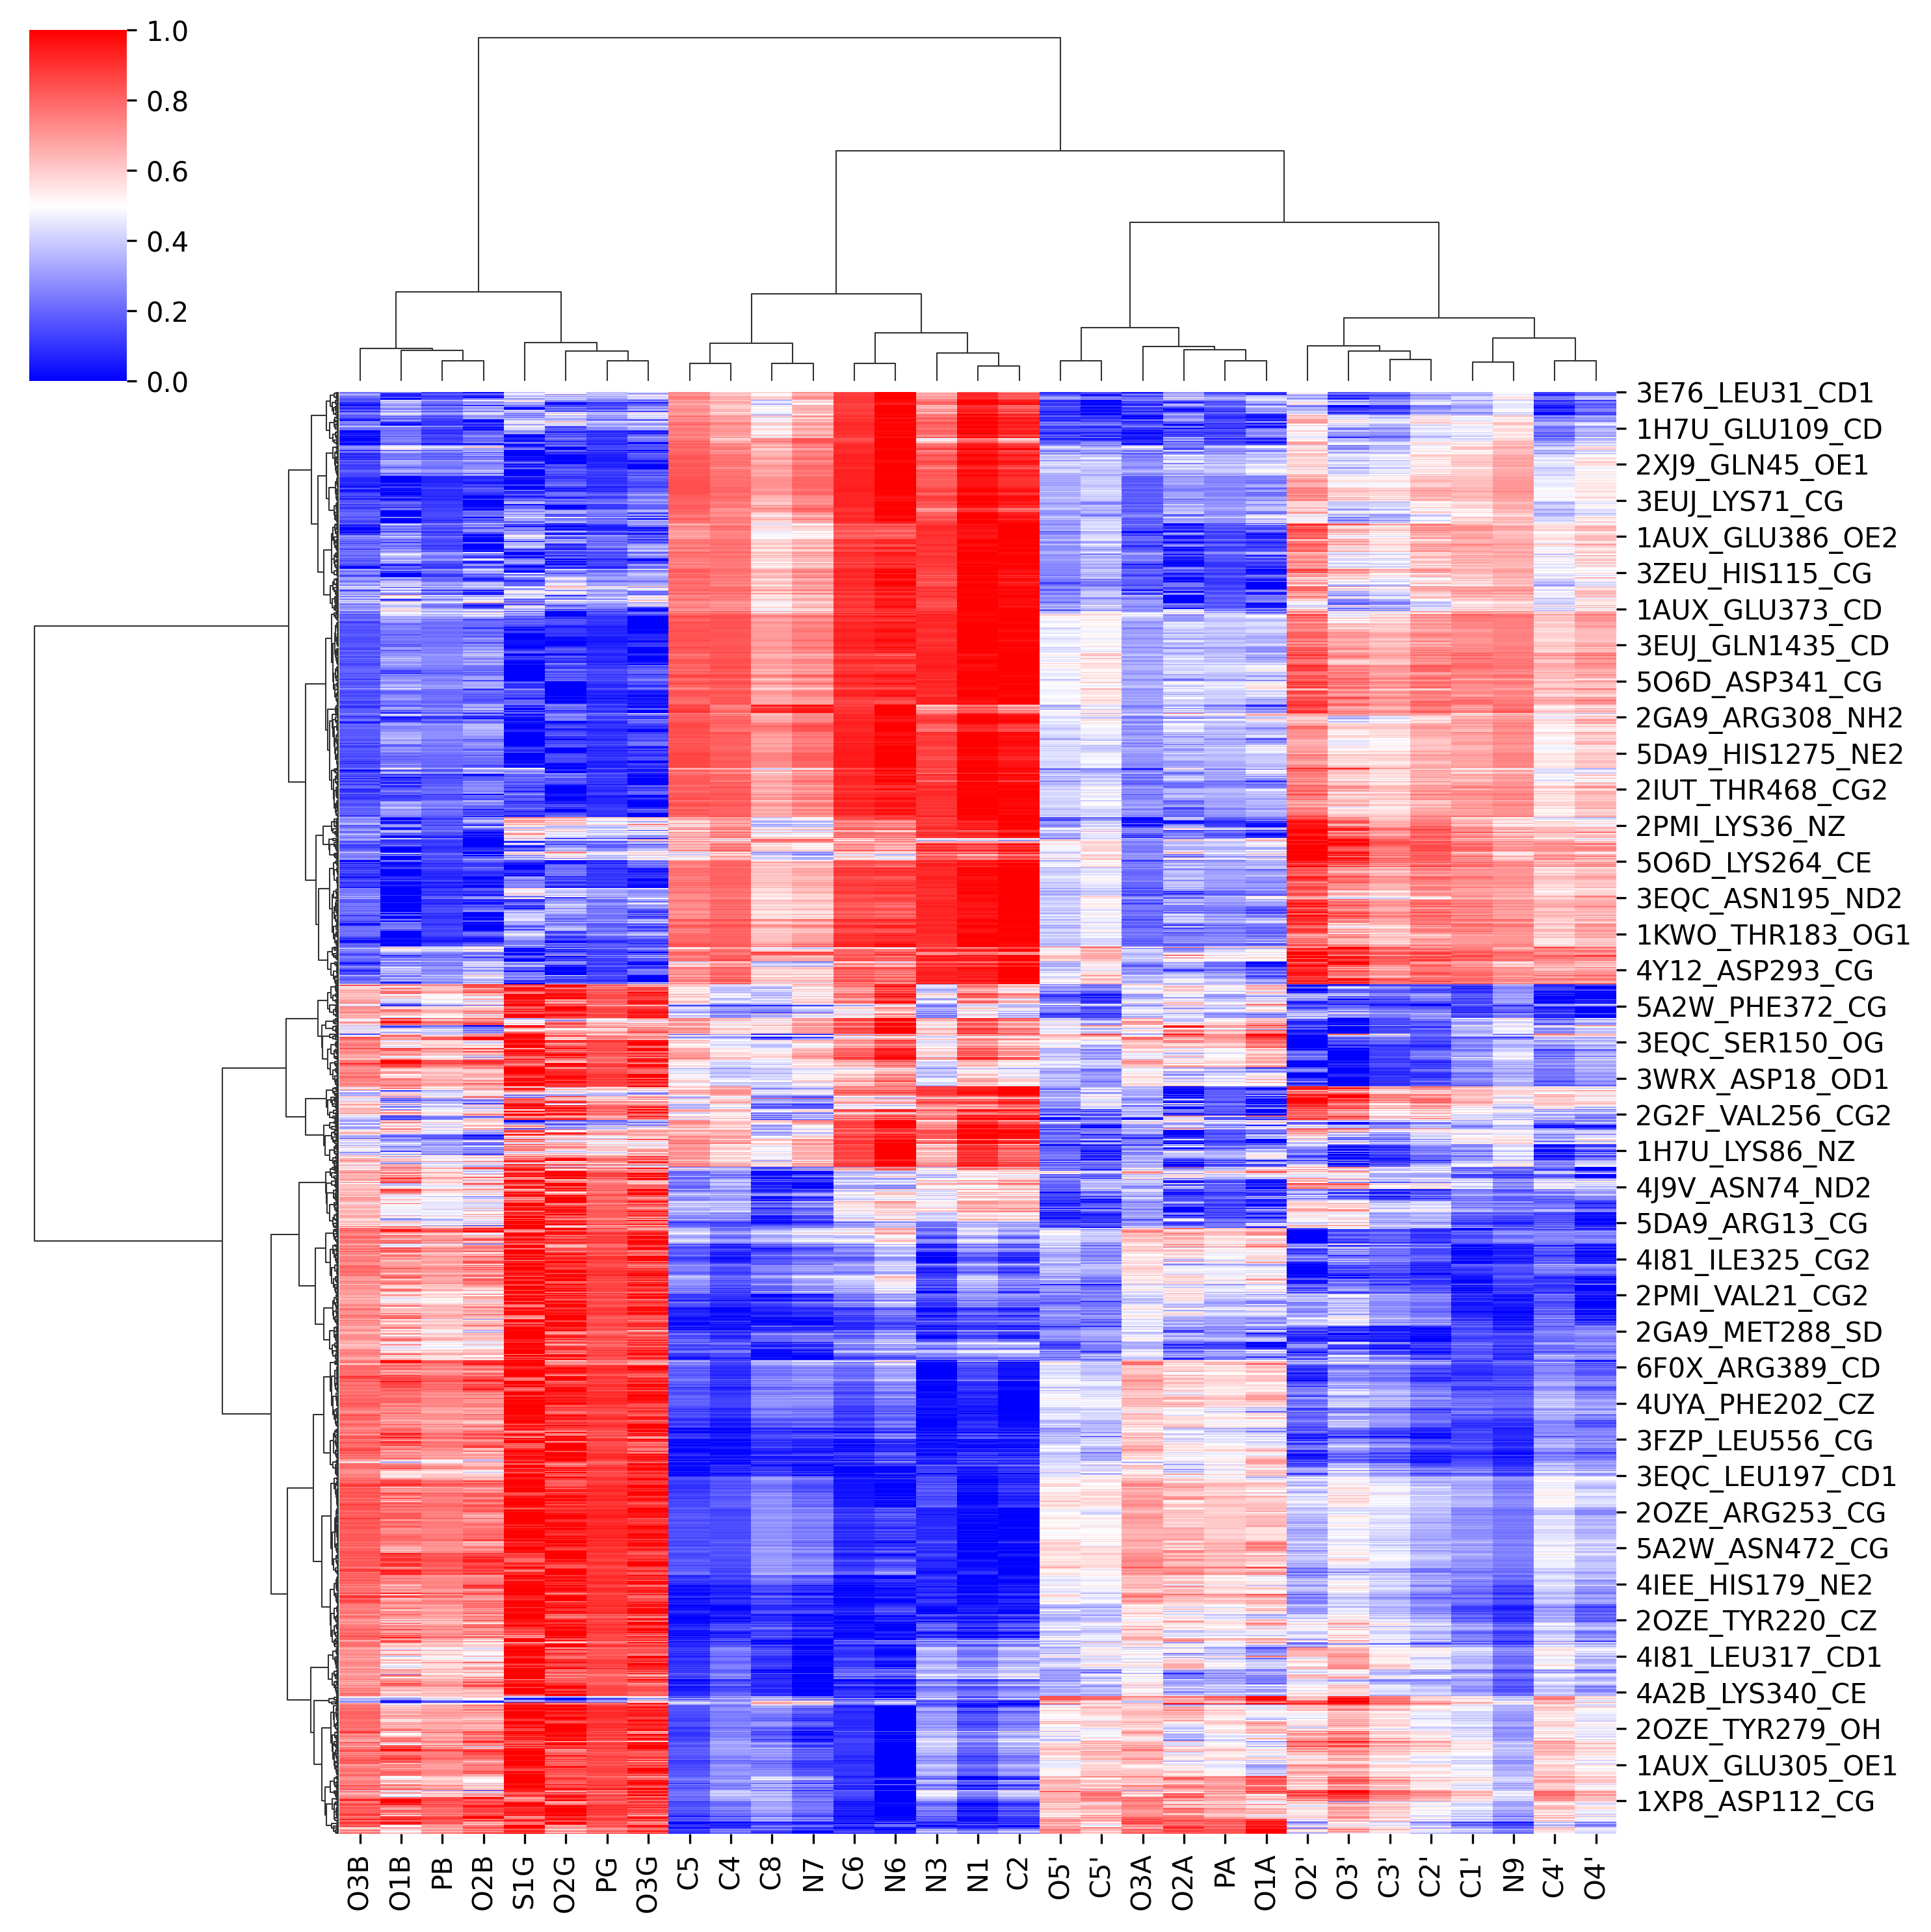 1.0
0.8
0.6
0.4
0.2
0.0
3E76_LEU31_CD1
1H7U_GLU109_CD
2XJ9_GLN45_OE1
3EUJ_LYS71_CG
1AUX_GLU386_OE2
3ZEU_HIS115_CG
1AUX_GLU373_CD
3EUJ_GLN1435_CD
5O6D_ASP341_CG
2GA9_ARG308_NH2
5DA9_HIS1275_NE2
2IUT_THR468_CG2
2PMI_LYS36_NZ
5O6D_LYS264_CE
3EQC_ASN195_ND2
1KWO_THR183_OG1
4Y12_ASP293_CG
5A2W_PHE372_CG
3EQC_SER150_OG
3WRX_ASP18_OD1
2G2F_VAL256_CG2
1H7U_LYS86_NZ
4J9V_ASN74_ND2
5DA9_ARG13_CG
4I81_ILE325_CG2
2PMI_VAL21_CG2
2GA9_MET288_SD
6F0X_ARG389_CD
4UYA_PHE202_CZ
3FZP_LEU556_CG
3EQC_LEU197_CD1
2OZE_ARG253_CG
5A2W_ASN472_CG
4IEE_HIS179_NE2
2OZE_TYR220_CZ
4I81_LEU317_CD1
4A2B_LYS340_CE
2OZE_TYR279_OH
1AUX_GLU305_OE1
1XP8_ASP112_CG
O3B O1B PB O2B S1G O2G PG O3G C5 C4 C8 N7 C6 N6 N3 N1 C2 O5' C5' O3A O2A PA O1A O2' O3' C3' C2' C1' N9 C4' O4'